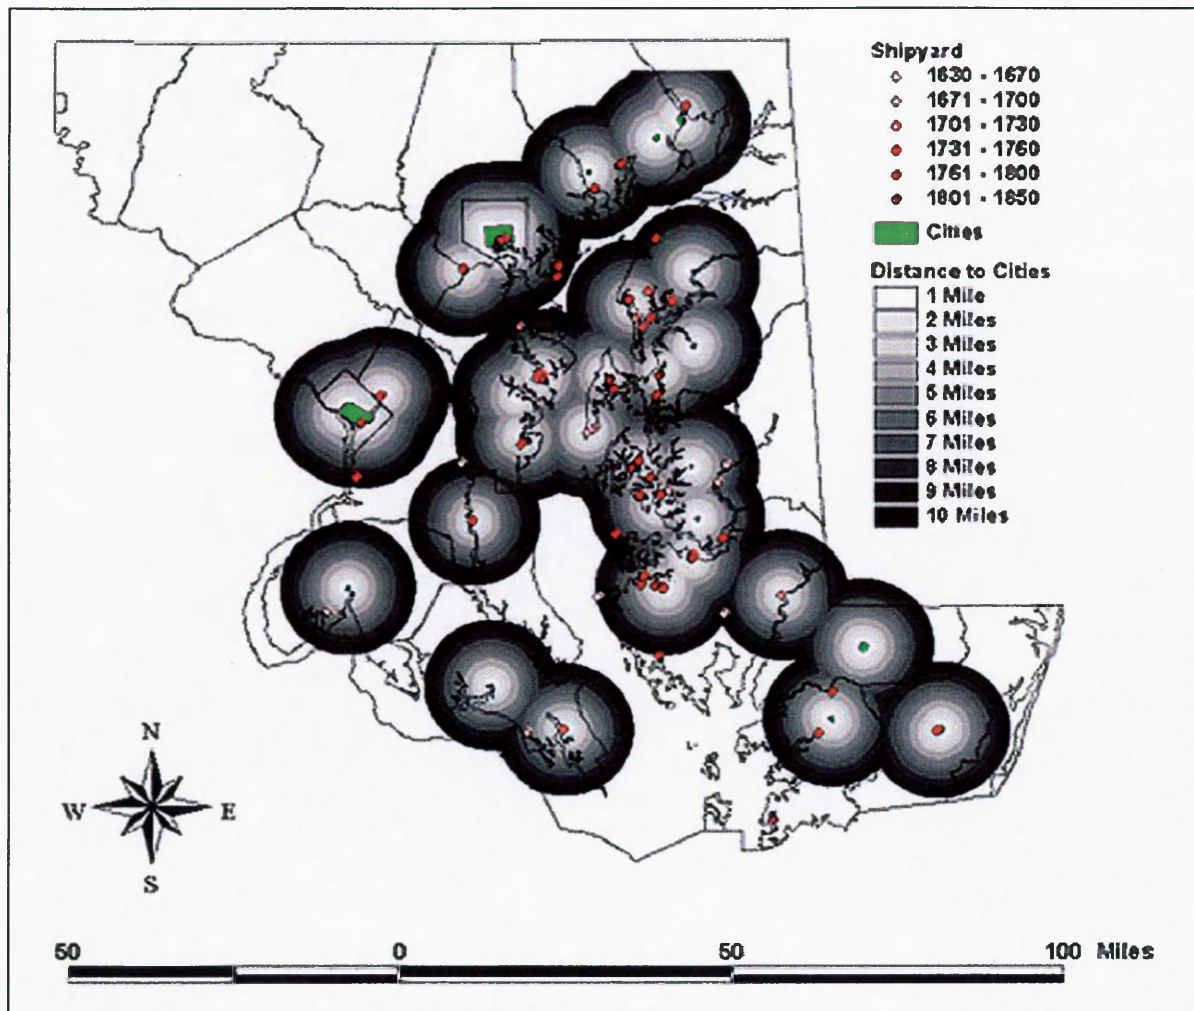 Shipyard
1630 - 1670
1671 - 1700
1701 - 1730
1731 - 1760
1761 - 1800
1801 - 1850
Cities
Distance to Cities
1 Mile
2 Miles
3 Miles
4 Miles
5 Miles
6 Miles
7 Miles
8 Miles
9 Miles
10 Miles
N
W E
S
50 0 50 100 Miles